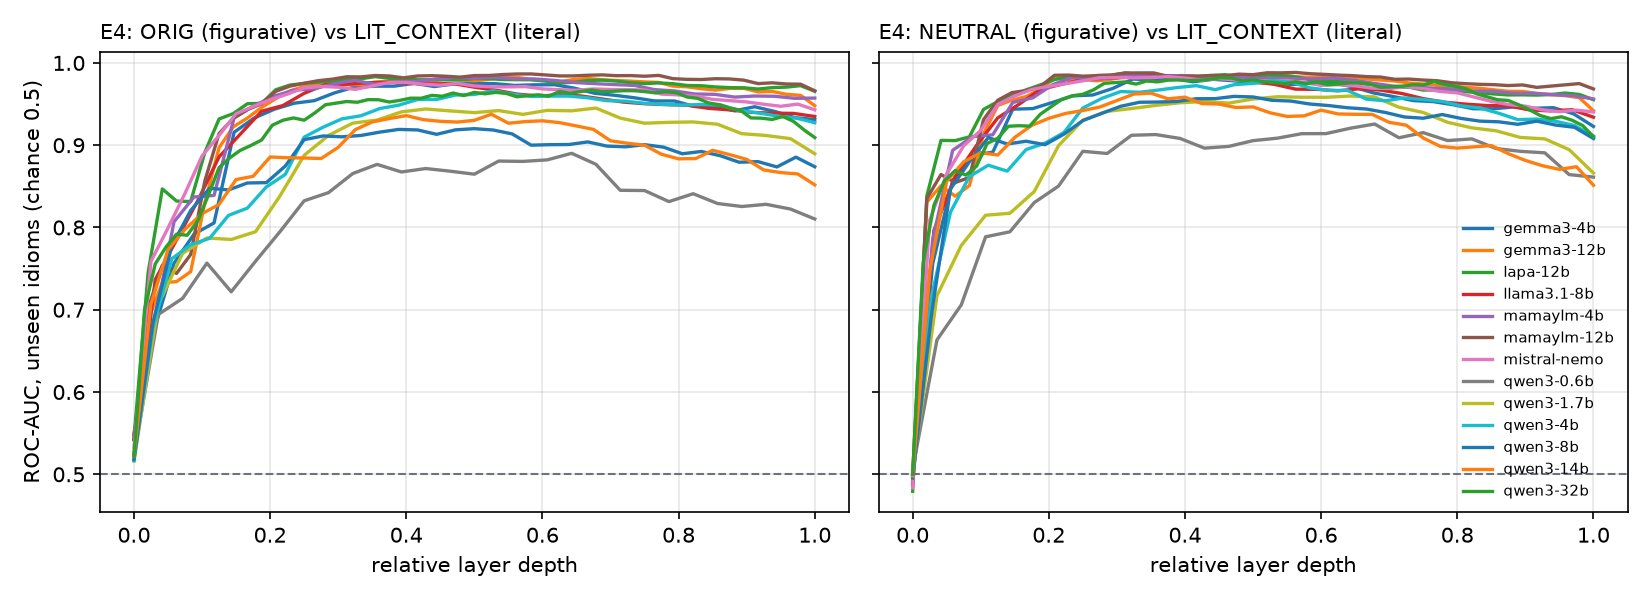 E4: ORIG (figurative) vs LIT_CONTEXT (literal)
E4: NEUTRAL (figurative) vs LIT_CONTEXT (literal)
ROC-AUC, unseen idioms (chance 0.5)
1.0
0.9
0.8
0.7
0.6
0.5
gemma3-4b
gemma3-12b
lapa-12b
llama3.1-8b
mamaylm-4b
mamaylm-12b
mistral-nemo
qwen3-0.6b
qwen3-1.7b
qwen3-4b
qwen3-8b
qwen3-14b
qwen3-32b
0.0 0.2 0.4 0.6 0.8 1.0
0.0 0.2 0.4 0.6 0.8 1.0
relative layer depth
relative layer depth